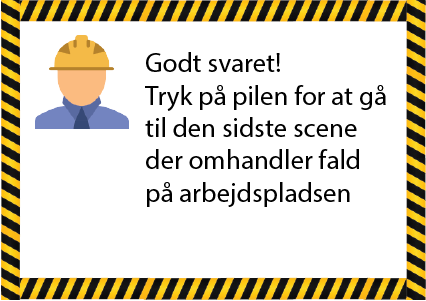 Godt svaret!
Tryk på pilen for at gå
til den sidste scene
der omhandler fald
på arbejdspladsen